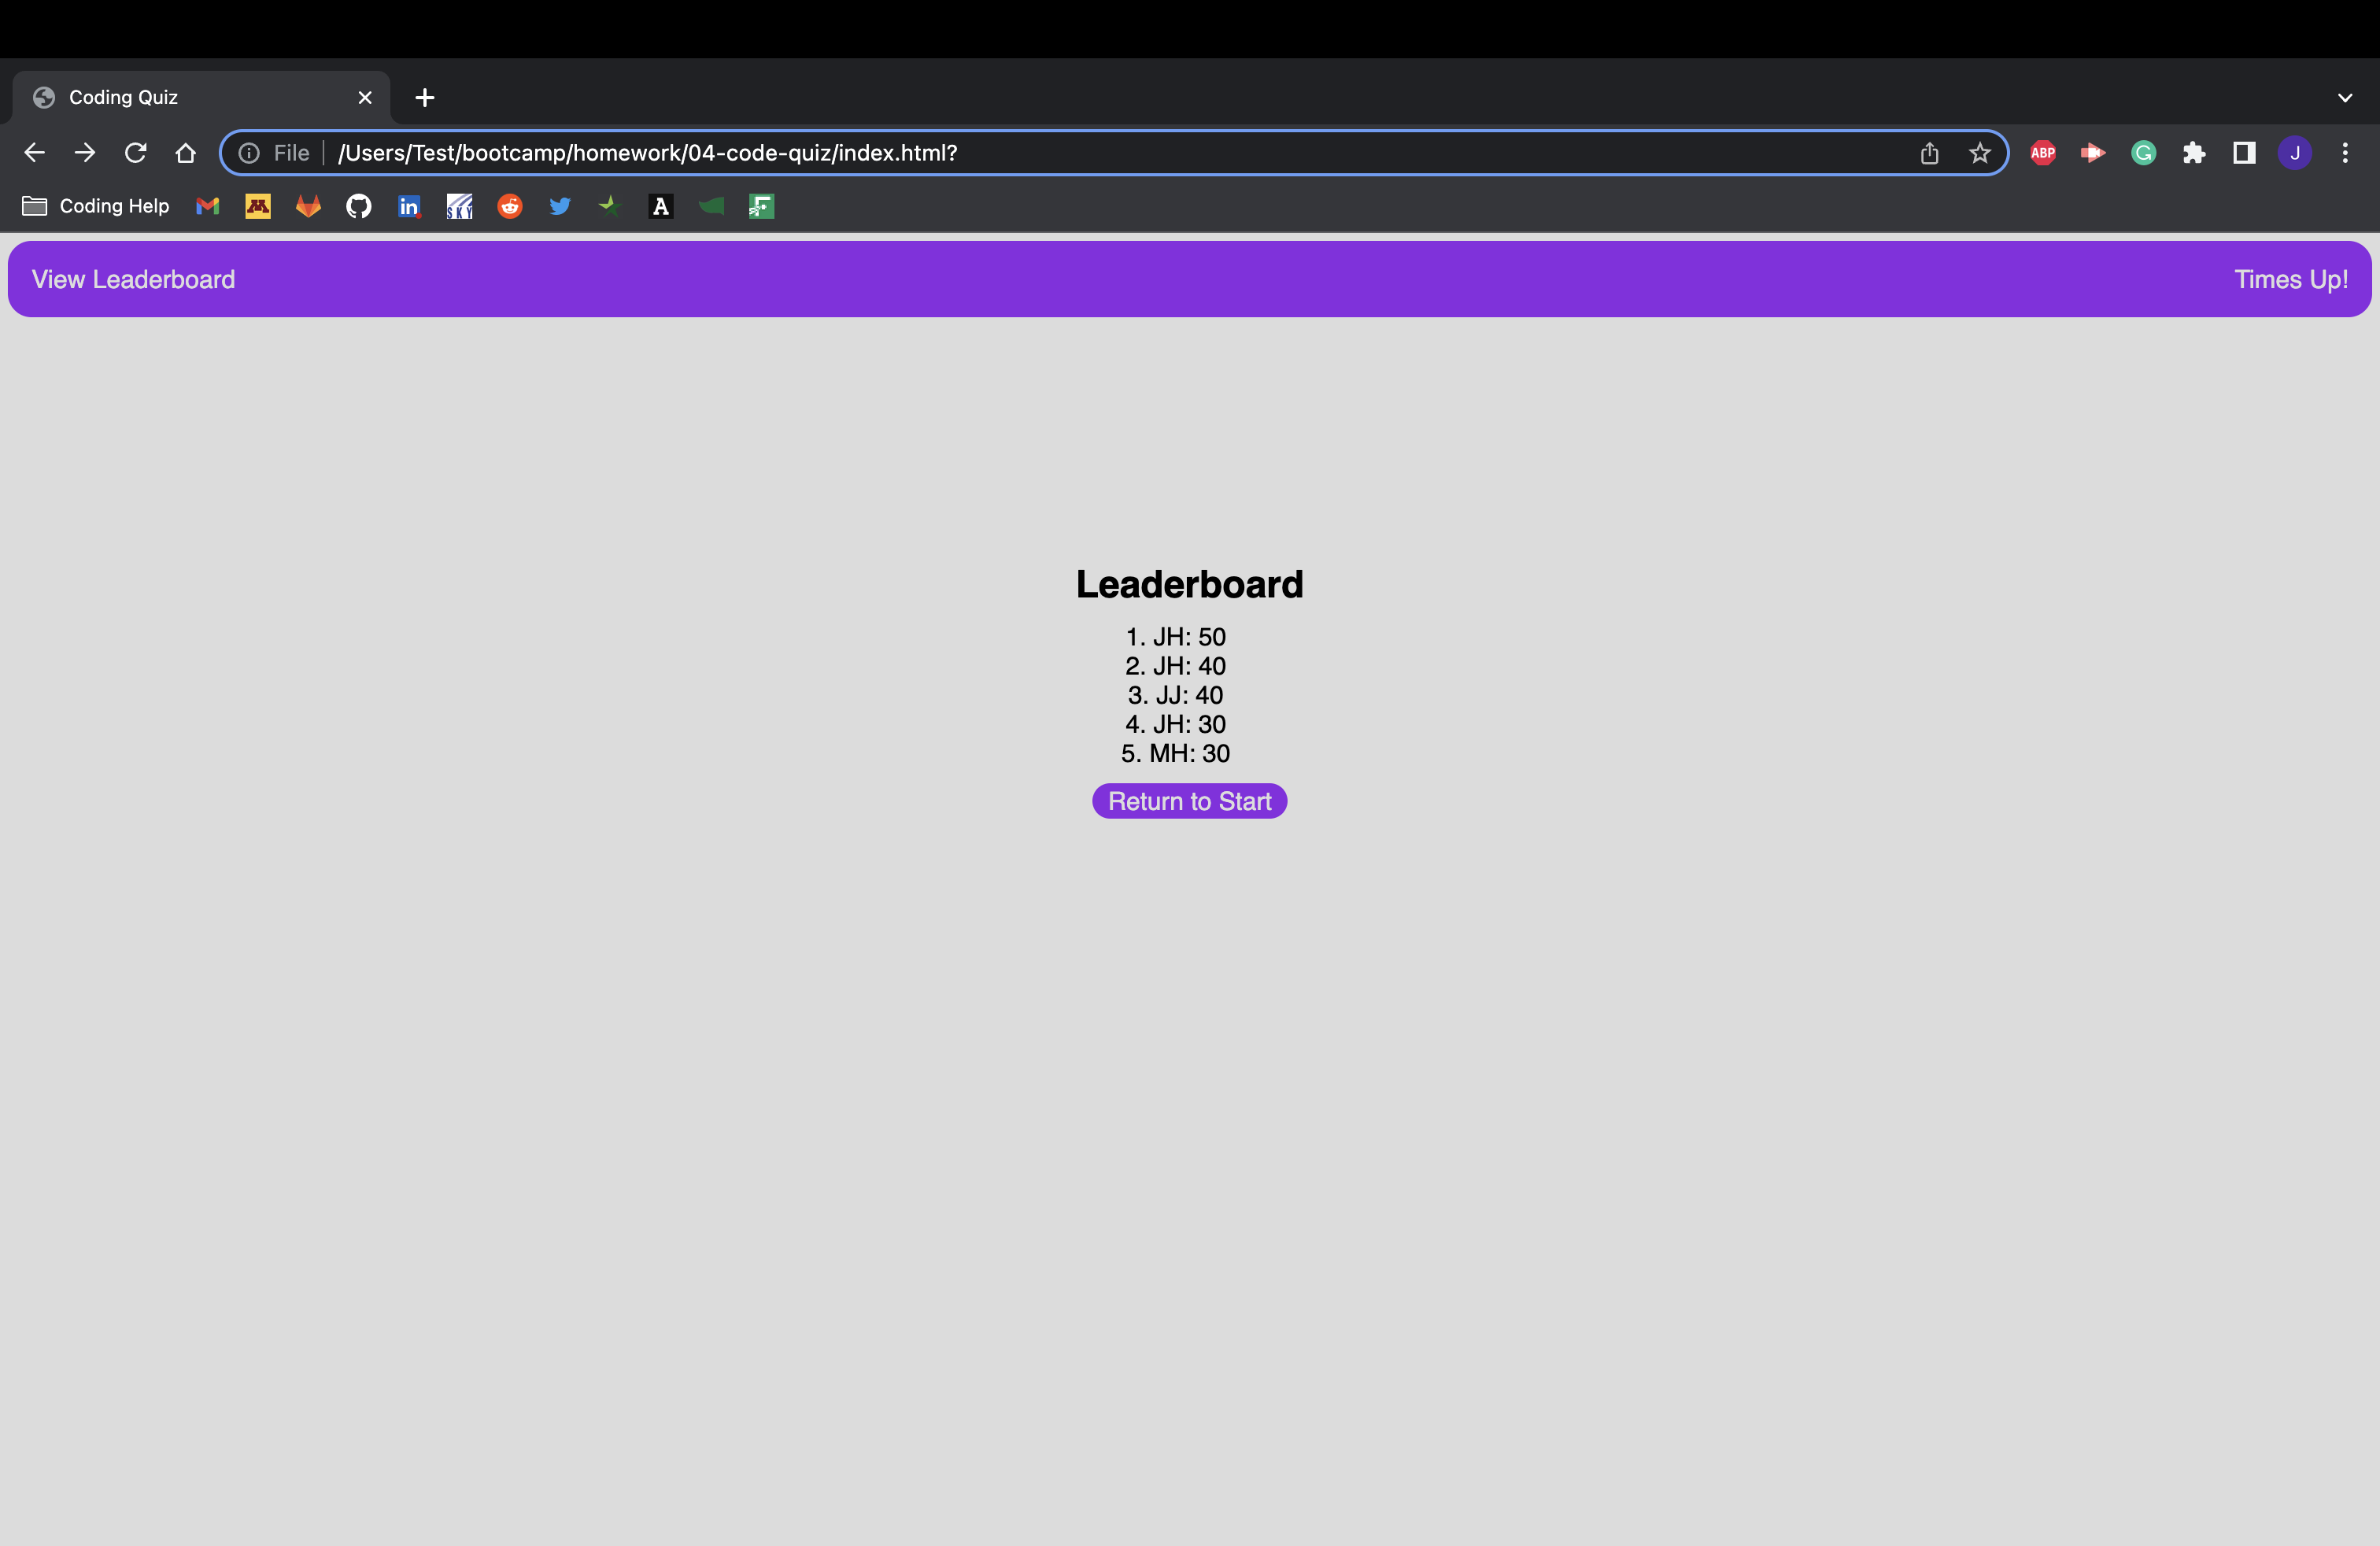 Coding Quiz
File /Users/Test/bootcamp/homework/04-code-quiz/index.html?
ABP
G
J
Coding Help
M
in
SKY
A
F
View Leaderboard
Times Up!
Leaderboard
1. JH: 50
2. JH: 40
3. JJ: 40
4. JH: 30
5. MH: 30
Return to Start